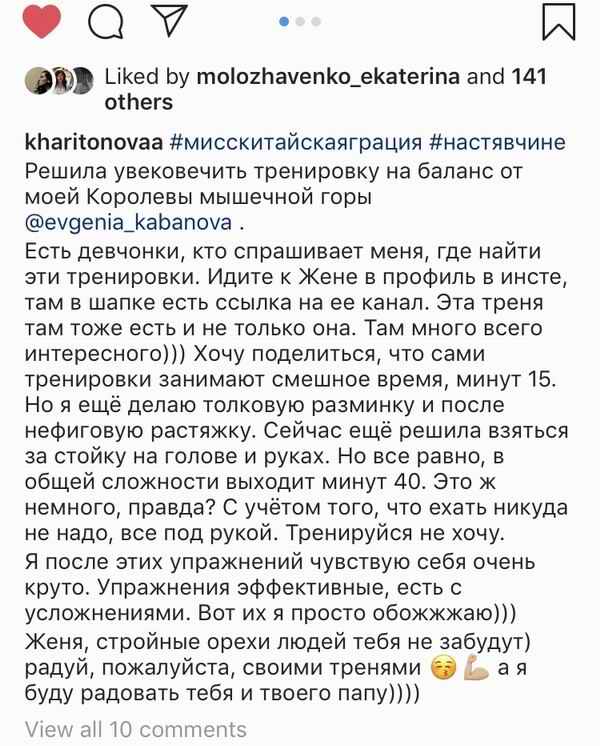 Liked by molozhavenko_ekaterina and 141
others
kharitonovaa #мисскитайскаяграция #настявчине
Решила увековечить тренировку на баланс от
моей Королевы мышечной горы
@evgenia_kabanova .
Есть девчонки, кто спрашивает меня, где найти
эти тренировки. Идите к Жене в профиль в инсте,
там в шапке есть ссылка на ее канал. Эта треня
там тоже есть и не только она. Там много всего
интересного))) Хочу поделиться, что сами
тренировки занимают смешное время, минут 15.
Но я ещё делаю толковую разминку и после
нефиговую растяжку. Сейчас ещё решила взяться
за стойку на голове и руках. Но все равно, в
общей сложности выходит минут 40. Это ж
немного, правда? С учётом того, что ехать никуда
не надо, все под рукой. Тренируйся не хочу.
Я после этих упражнений чувствую себя очень
круто. Упражнения эффективные, есть с
усложнениями. Вот их я просто обожжжаю)))
Женя, стройные орехи людей тебя не забудут)
радуй, пожалуйста, своими тренями 😚 💪🏼 а я
буду радовать тебя и твоего папу))))
View all 10 comments